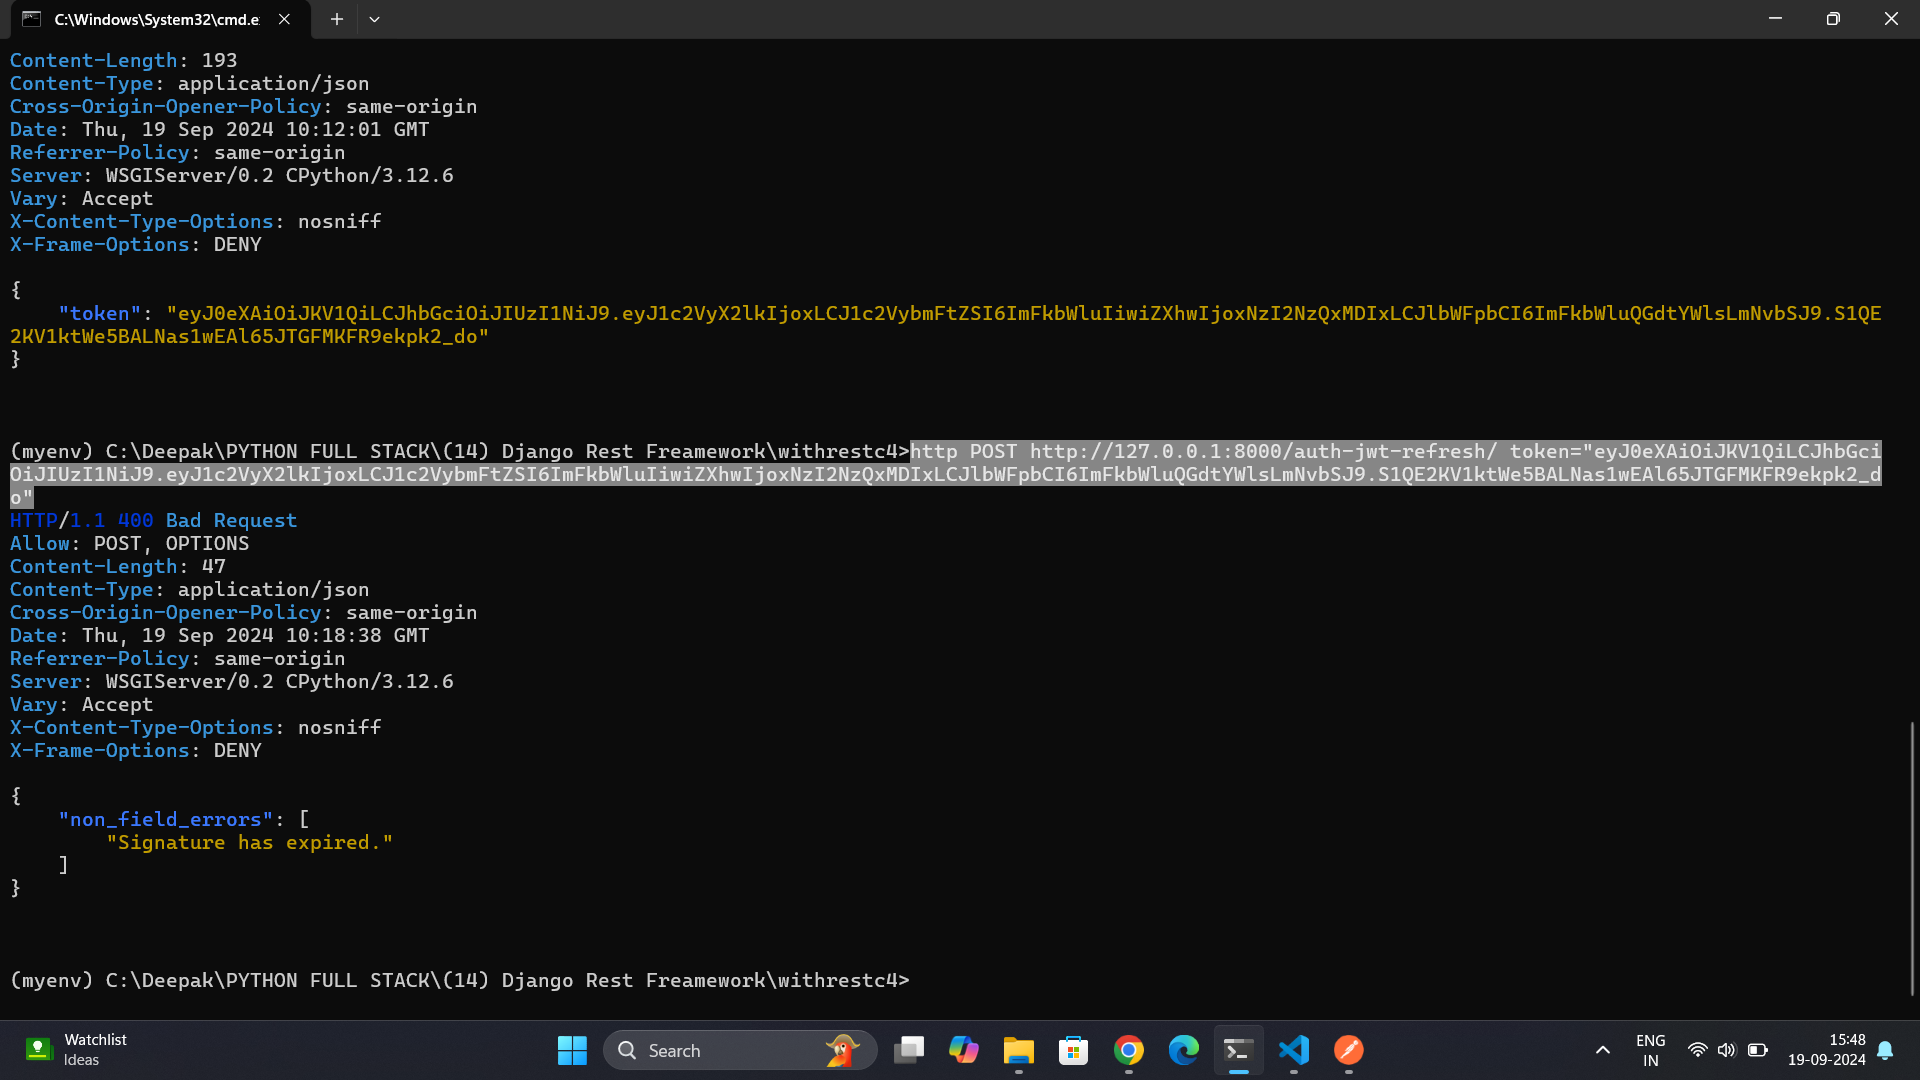 C:\Windows\System32\cmd.e
Content-Length: 193
Content-Type: application/json
Cross-Origin-Opener-Policy: same-origin
Date: Thu, 19 Sep 2024 10:12:01 GMT
Referrer-Policy: same-origin
Server: WSGIServer/0.2 CPython/3.12.6
Vary: Accept
X-Content-Type-Options: nosniff
X-Frame-Options: DENY
{
"token": "eyJ0eXAiOiJKV1QiLCJhbGciOiJIUzI1NiJ9.eyJ1c2VyX2lkIjoxLCJ1c2VybmFtZSI6ImFkbWluIiwiZXhwIjoxNzI2NzQxMDIxLCJlbWFpbCI6ImFkbWluQGdtYWlsLmNvbSJ9.S1QE
2KV1ktWe5BALNas1wEAl65JTGFMKFR9ekpk2_do"
}
(myenv) C:\Deepak\PYTHON FULL STACK\(14) Django Rest Freamework\withrestc4>http POST http://127.0.0.1:8000/auth-jwt-refresh/ token="eyJ0eXAiOiJKV1QiLCJhbGci
OiJIUzI1NiJ9.eyJ1c2VyX2lkIjoxLCJ1c2VybmFtZSI6ImFkbWluIiwiZXhwIjoxNzI2NzQxMDIxLCJlbWFpbCI6ImFkbWluQGdtYWlsLmNvbSJ9.S1QE2KV1ktWe5BALNas1wEAl65JTGFMKFR9ekpk2_d
o"
HTTP/1.1 400 Bad Request
Allow: POST, OPTIONS
Content-Length: 47
Content-Type: application/json
Cross-Origin-Opener-Policy: same-origin
Date: Thu, 19 Sep 2024 10:18:38 GMT
Referrer-Policy: same-origin
Server: WSGIServer/0.2 CPython/3.12.6
Vary: Accept
X-Content-Type-Options: nosniff
X-Frame-Options: DENY
{
"non_field_errors": [
"Signature has expired."
]
}
(myenv) C:\Deepak\PYTHON FULL STACK\(14) Django Rest Freamework\withrestc4>
Watchlist
Ideas
Search
ENG
IN
15:48
19-09-2024